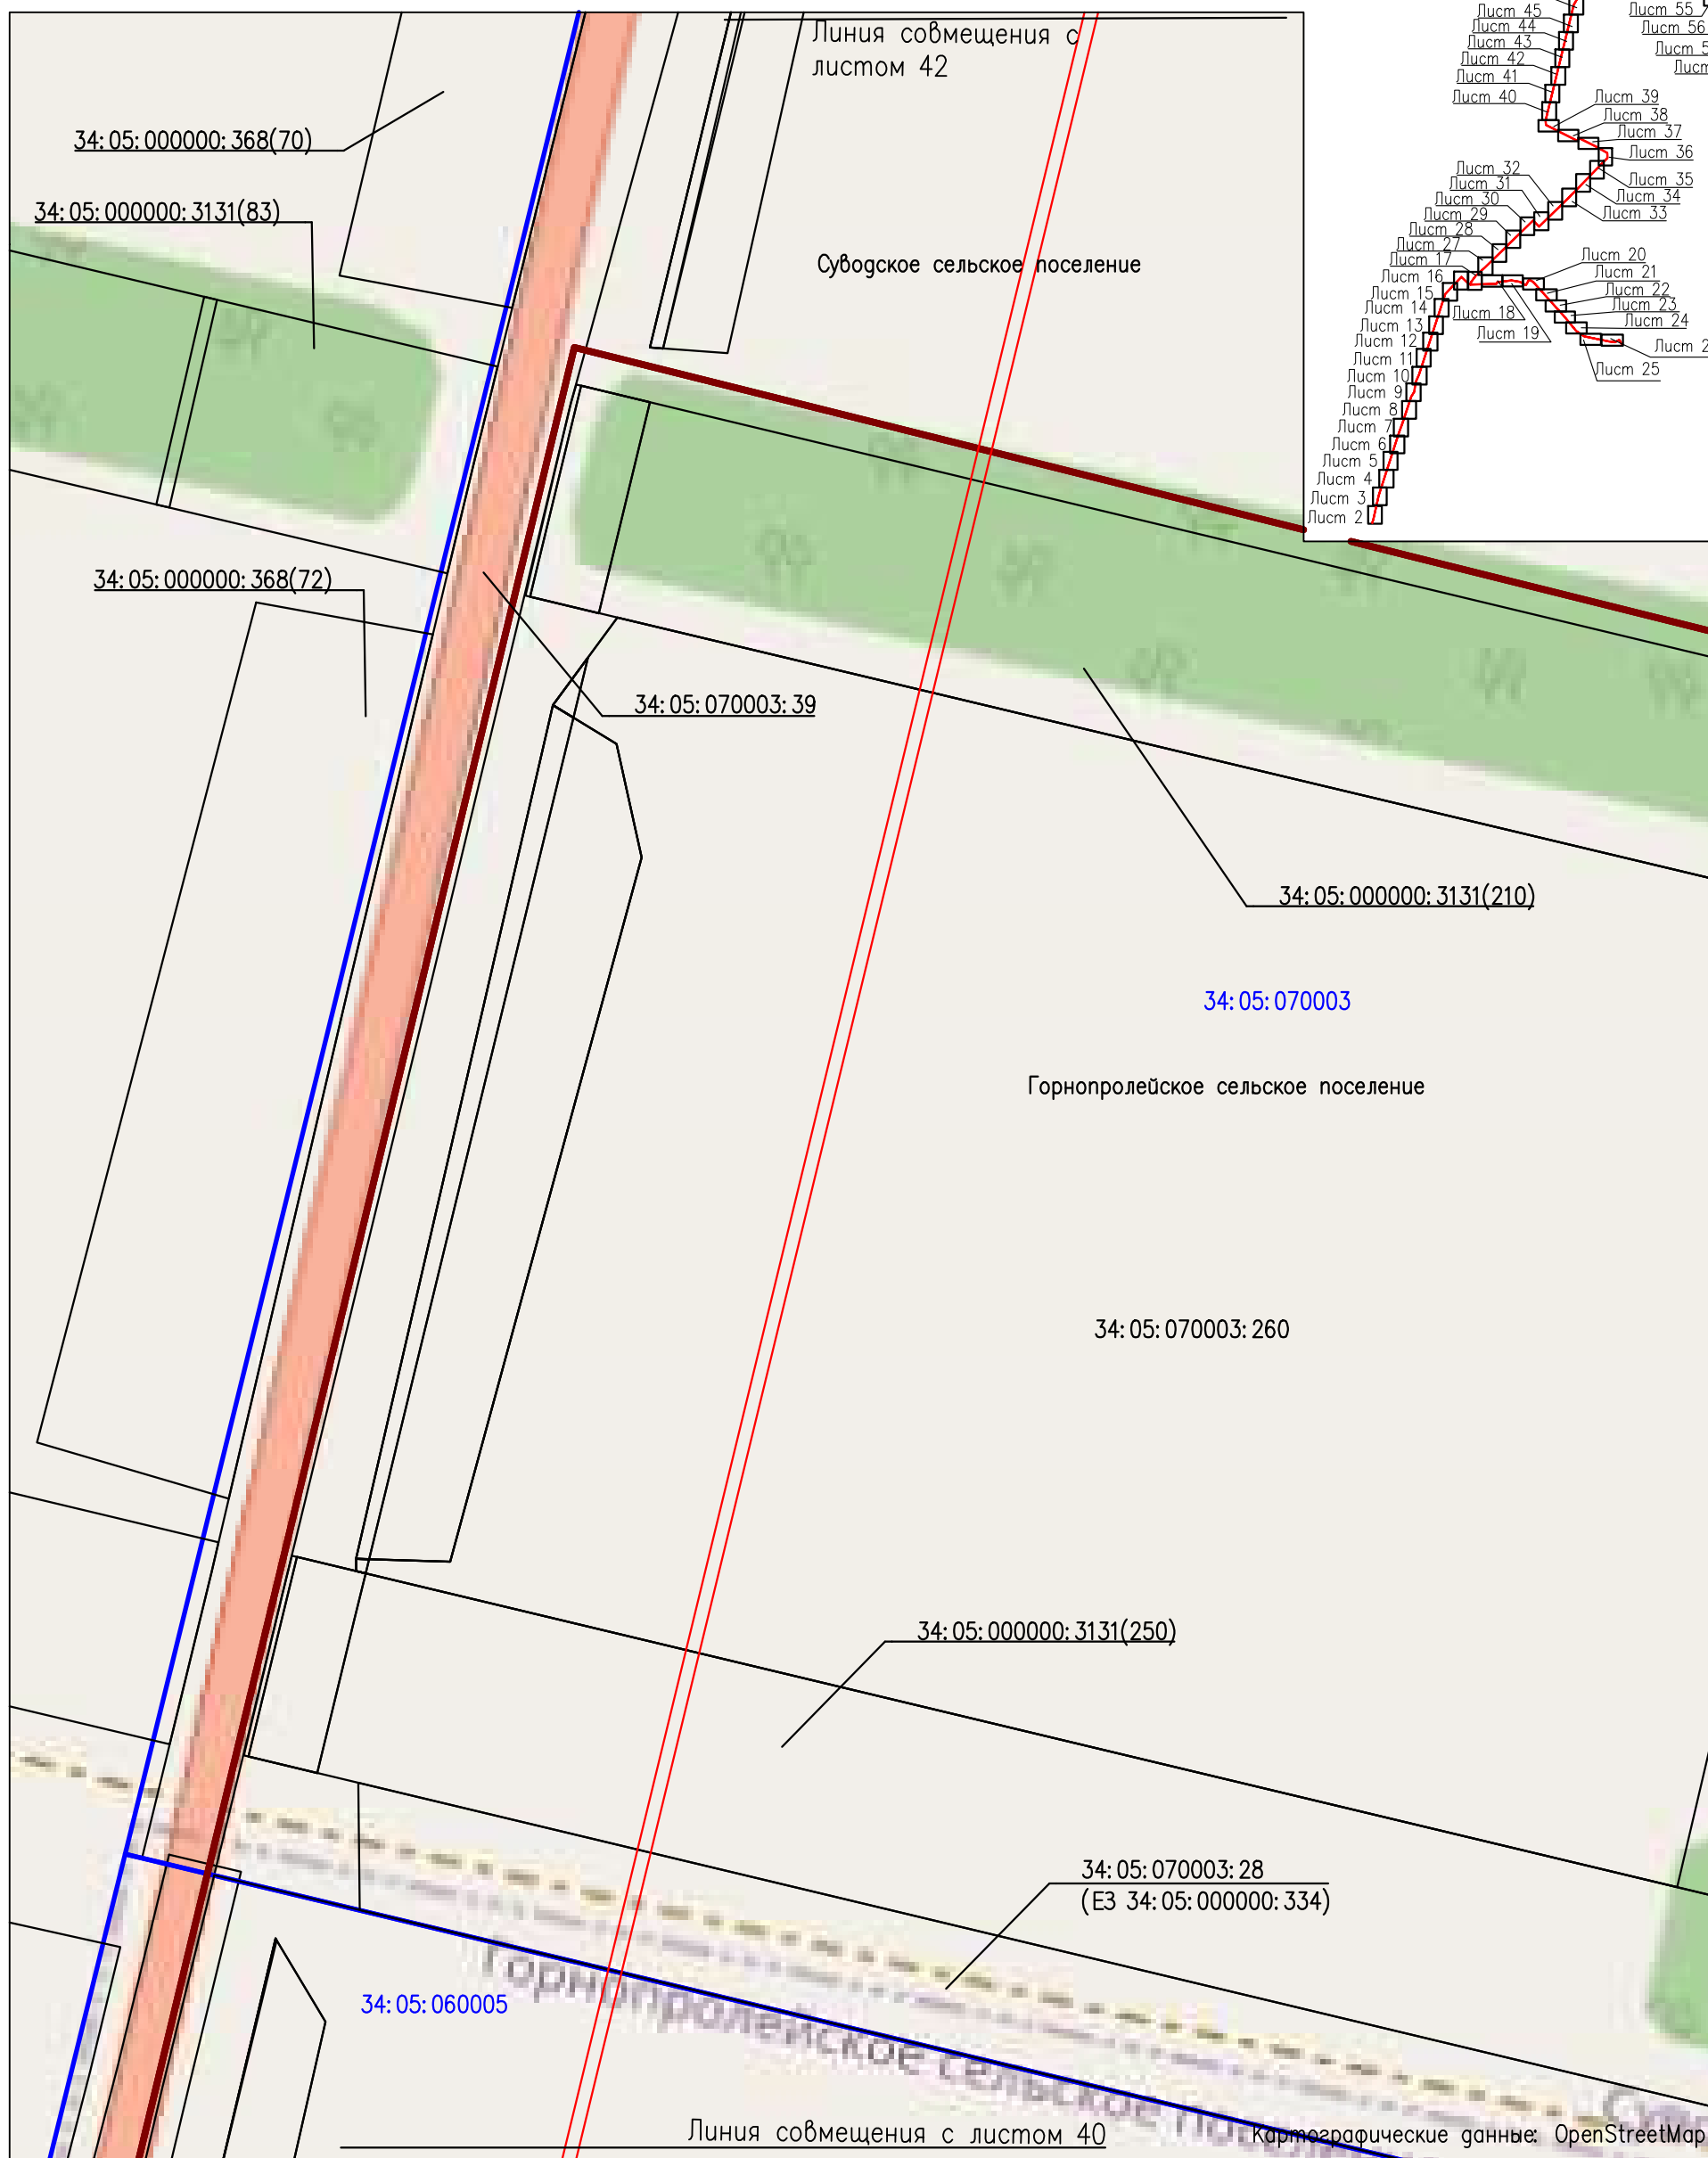 Линия совмещения с
листом 42
34:05:000000:368(70)
34:05:000000:3131(83)
Суводское сельское поселение
34:05:000000:368(72)
34:05:070003:39
34:05:000000:3131(210)
34:05:070003
Горнопролейское сельское поселение
34:05:070003:260
34:05:000000:3131(250)
34:05:070003:28
(ЕЗ 34:05:000000:334)
34:05:060005
Горнопролейское сельское
Линия совмещения с листом 40
Картографические данные: OpenStreetMap
Лист 45
Лист 44
Лист 43
Лист 42
Лист 41
Лист 40
Лист 55
Лист 56
Лист 39
Лист 38
Лист 37
Лист 36
Лист 35
Лист 34
Лист 33
Лист 32
Лист 31
Лист 30
Лист 29
Лист 28
Лист 27
Лист 17
Лист 16
Лист 15
Лист 14
Лист 13
Лист 12
Лист 11
Лист 10
Лист 9
Лист 8
Лист 7
Лист 6
Лист 5
Лист 4
Лист 3
Лист 2
Лист 18
Лист 19
Лист 20
Лист 21
Лист 22
Лист 23
Лист 24
Лист 25